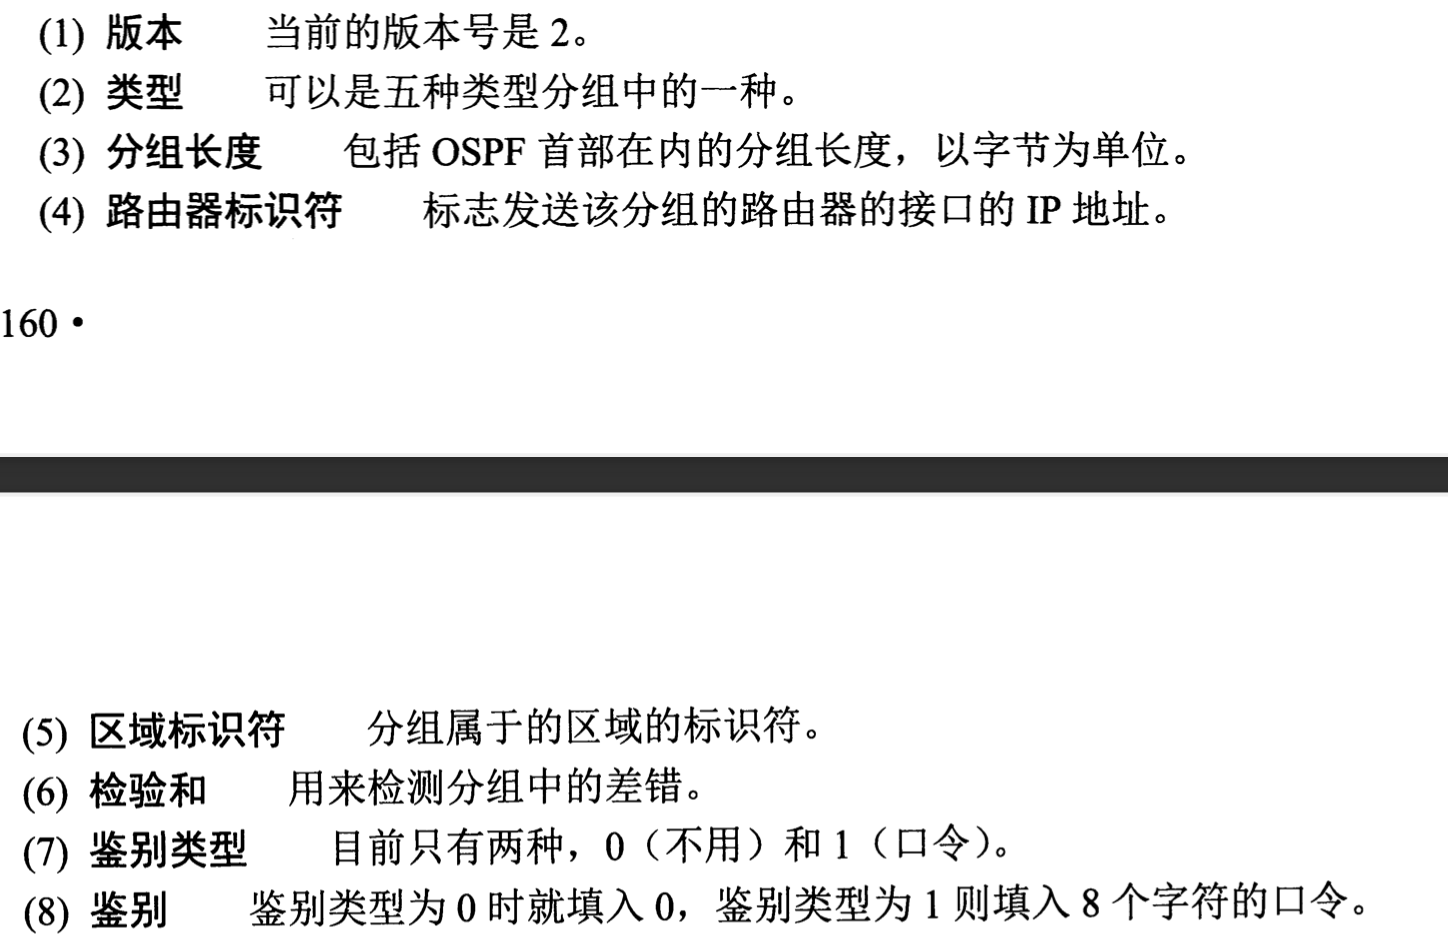 (1) 版本 当前的版本号是 2。
(2) 类型 可以是五种类型分组中的一种。
(3) 分组长度 包括 OSPF 首部在内的分组长度，以字节为单位。
(4) 路由器标识符 标志发送该分组的路由器的接口的 IP 地址。
160 •
(5) 区域标识符 分组属于的区域的标识符。
(6) 检验和 用来检测分组中的差错。
(7) 鉴别类型 目前只有两种，0（不用）和 1（口令）。
(8) 鉴别 鉴别类型为 0 时就填入 0，鉴别类型为 1 则填入 8 个字符的口令。